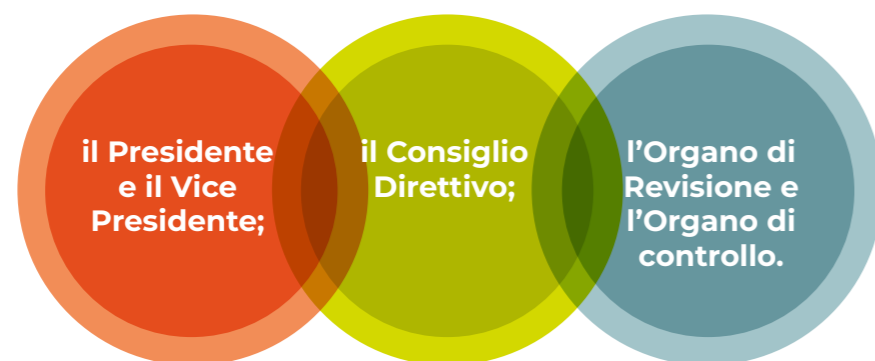 il Presidente
e il Vice
Presidente;
il Consiglio
Direttivo;
l’Organo di
Revisione e
l’Organo di
controllo.